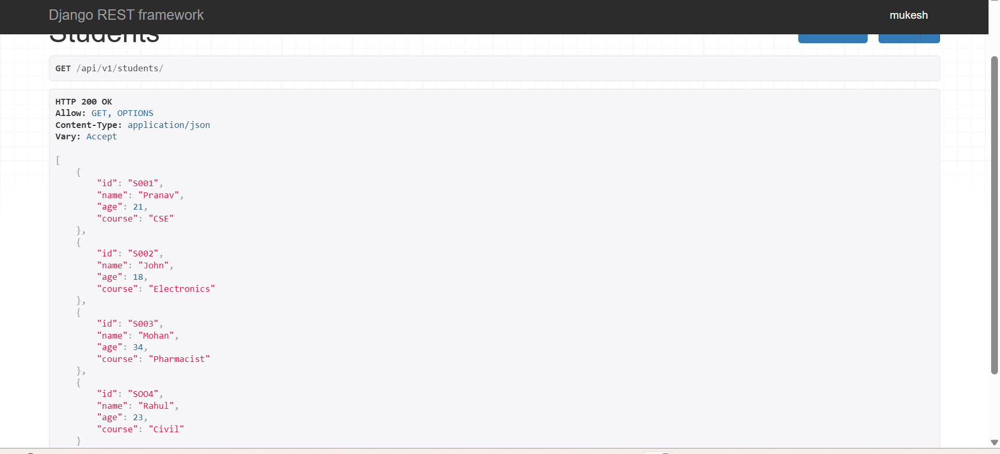 Django REST framework
mukesh
Students
GET /api/v1/students/
HTTP 200 OK
Allow: GET, OPTIONS
Content-Type: application/json
Vary: Accept
[
    {
        "id": "S001",
        "name": "Pranav",
        "age": 21,
        "course": "CSE"
    },
    {
        "id": "S002",
        "name": "John",
        "age": 18,
        "course": "Electronics"
    },
    {
        "id": "S003",
        "name": "Mohan",
        "age": 34,
        "course": "Pharmacist"
    },
    {
        "id": "SOO4",
        "name": "Rahul",
        "age": 23,
        "course": "Civil"
    }